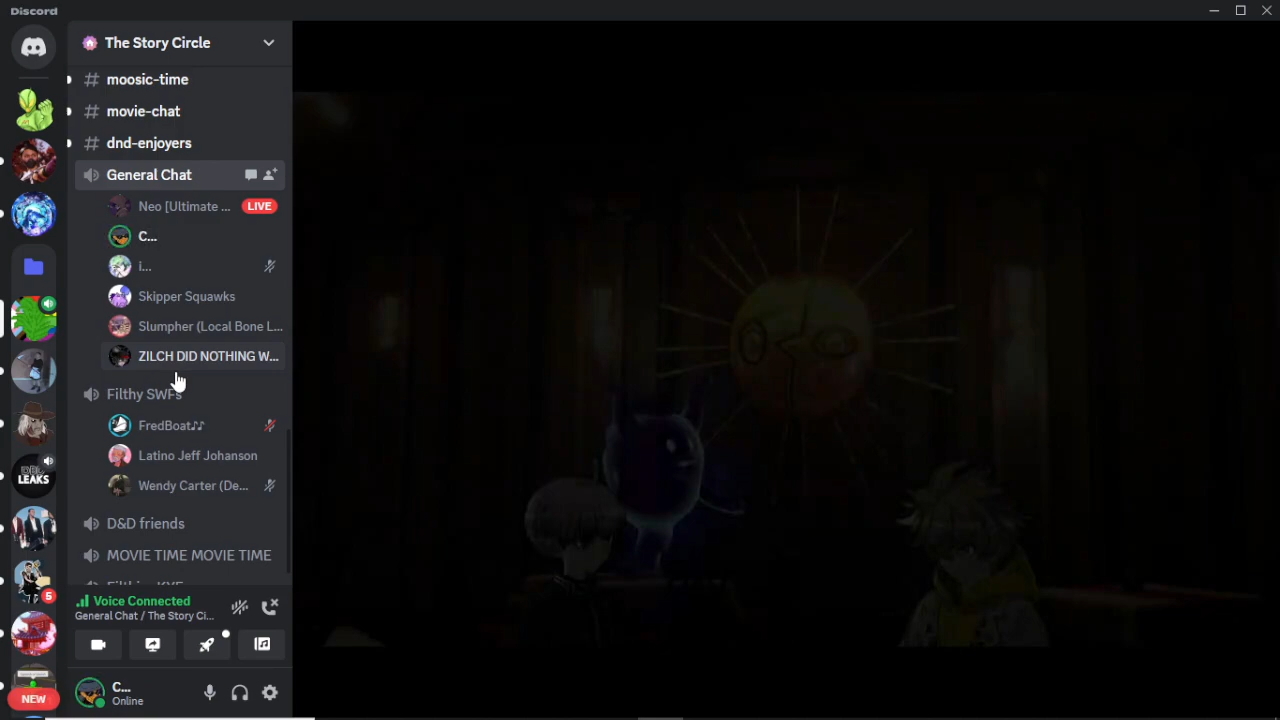 Discord
The Story Circle
moosic-time
movie-chat
dnd-enjoyers
General Chat
Neo [Ultimate ...
LIVE
C...
i...
Skipper Squawks
Slumpher (Local Bone L...
ZILCH DID NOTHING W...
Filthy SWFs
FredBoat♪♪
Latino Jeff Johanson
Wendy Carter (De...
D&D friends
MOVIE TIME MOVIE TIME
LEAKS
5
Voice Connected
General Chat / The Story Ci...
C...
Online
NEW